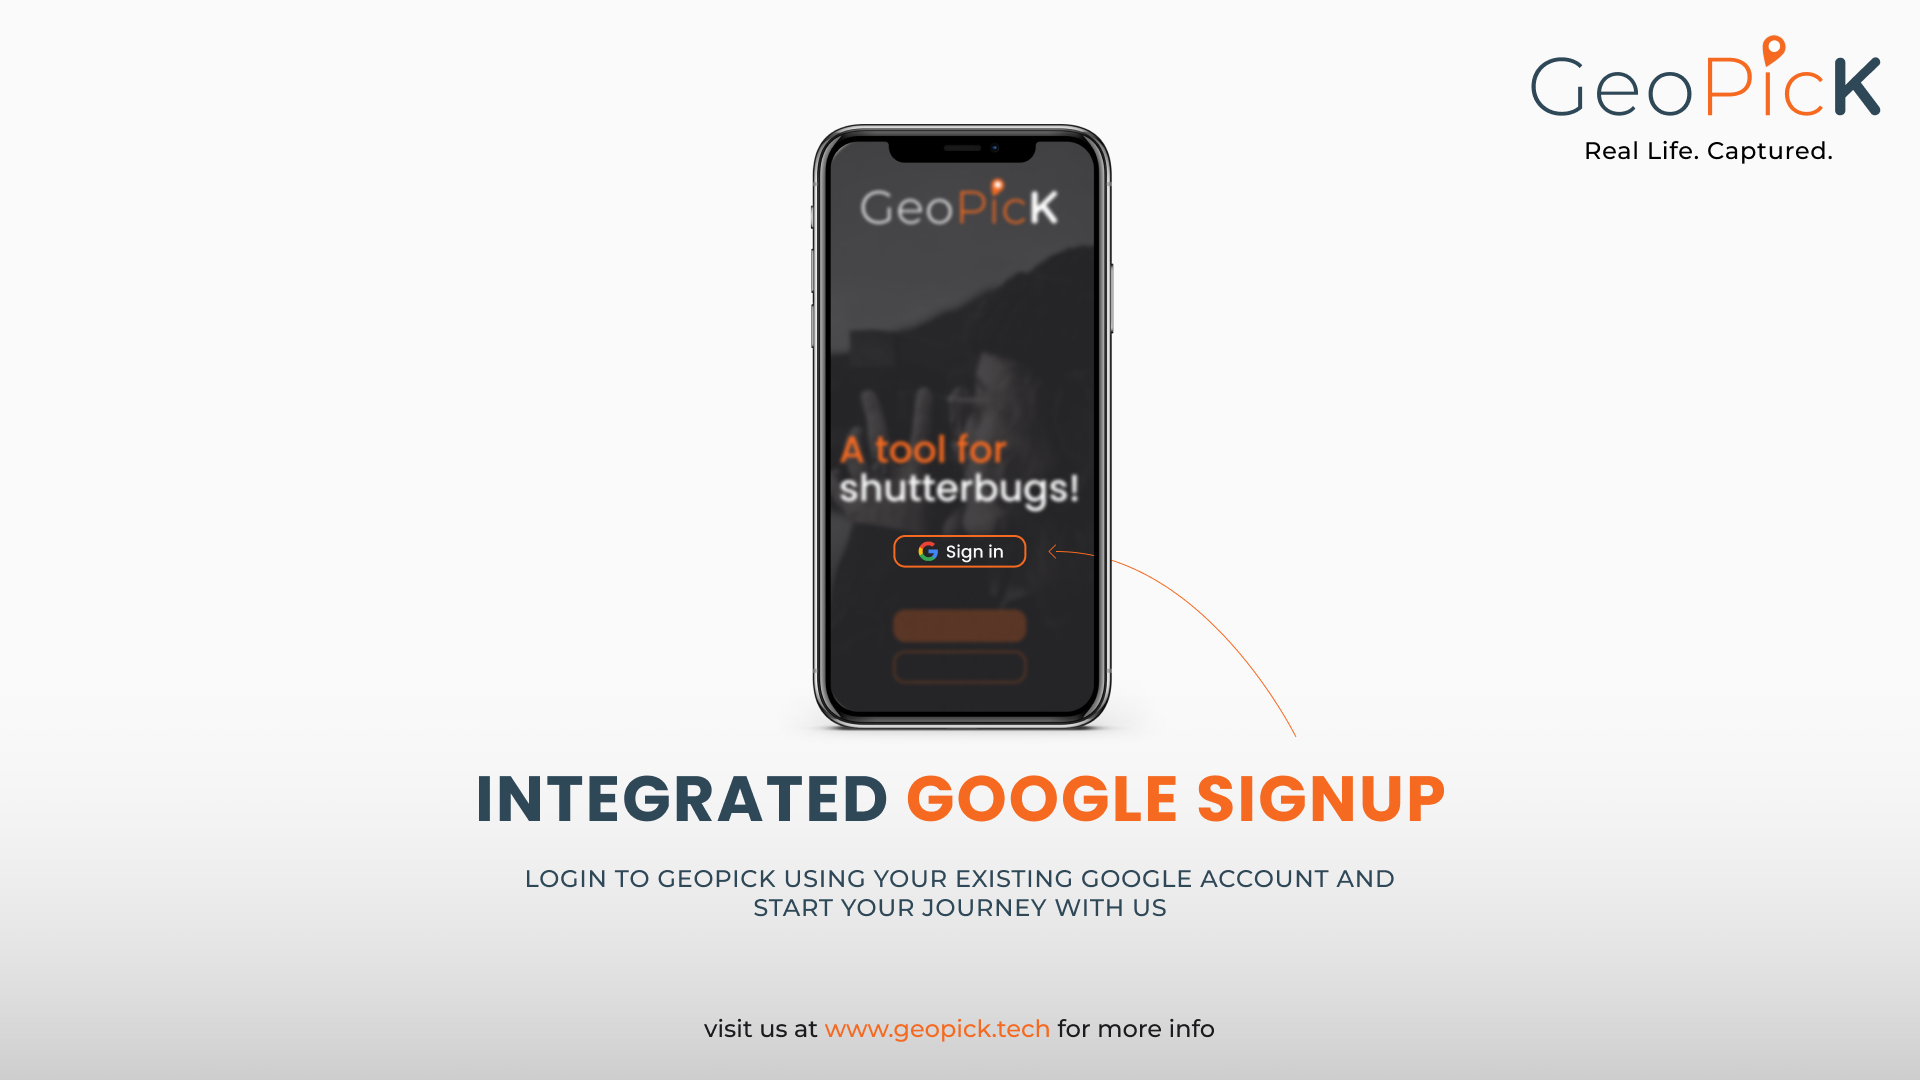 GeoPicK
Real Life. Captured.
GeoPicK
A tool for
shutterbugs!
Sign in
INTEGRATED GOOGLE SIGNUP
LOGIN TO GEOPICK USING YOUR EXISTING GOOGLE ACCOUNT AND
START YOUR JOURNEY WITH US
visit us at www.geopick.tech for more info